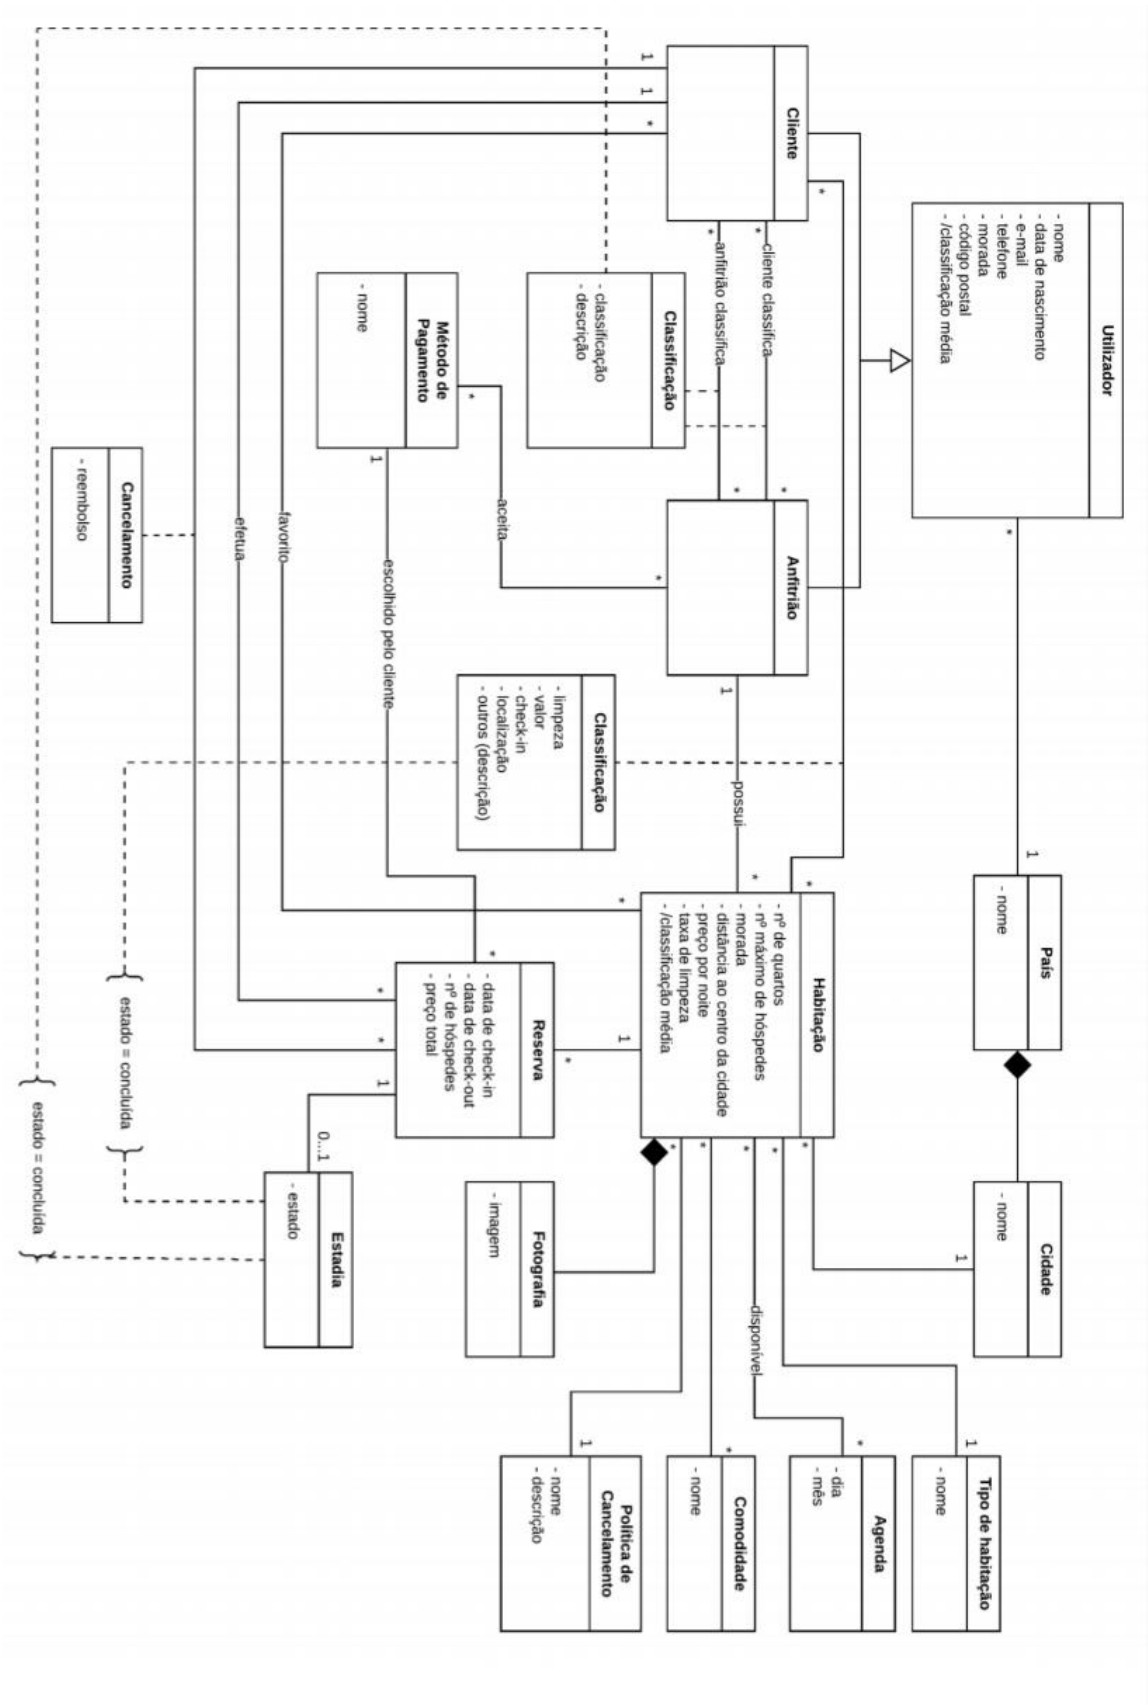 Utilizador
- nome
- data de nascimento
- e-mail
- telefone
- morada
- código postal
- /classificação média
*
1
País
- nome
Cidade
- nome
1
Tipo de habitação
- nome
1
Agenda
- dia
- mês
*
disponível
Comodidade
- nome
*
Política de
Cancelamento
- nome
- descrição
1
Cliente
*
1
1
*
*
cliente classifica
*
*
anfitrião classifica
*
Classificação
- classificação
- descrição
Anfitrião
1
possui
*
*
Habitação
- nº de quartos
- nº máximo de hóspedes
- morada
- distância ao centro da cidade
- preço por noite
- taxa de limpeza
- /classificação média
*
*
*
*
*
*
1
*
Método de
Pagamento
- nome
*
aceita
*
1
escolhido pelo cliente
*
Classificação
- limpeza
- valor
- check-in
- localização
- outros (descrição)
Reserva
- data de check-in
- data de check-out
- nº de hóspedes
- preço total
Fotografia
- imagem
favorito
efetua
*
*
1
0...1
Estadia
- estado
Cancelamento
- reembolso
estado = concluída
estado = concluída